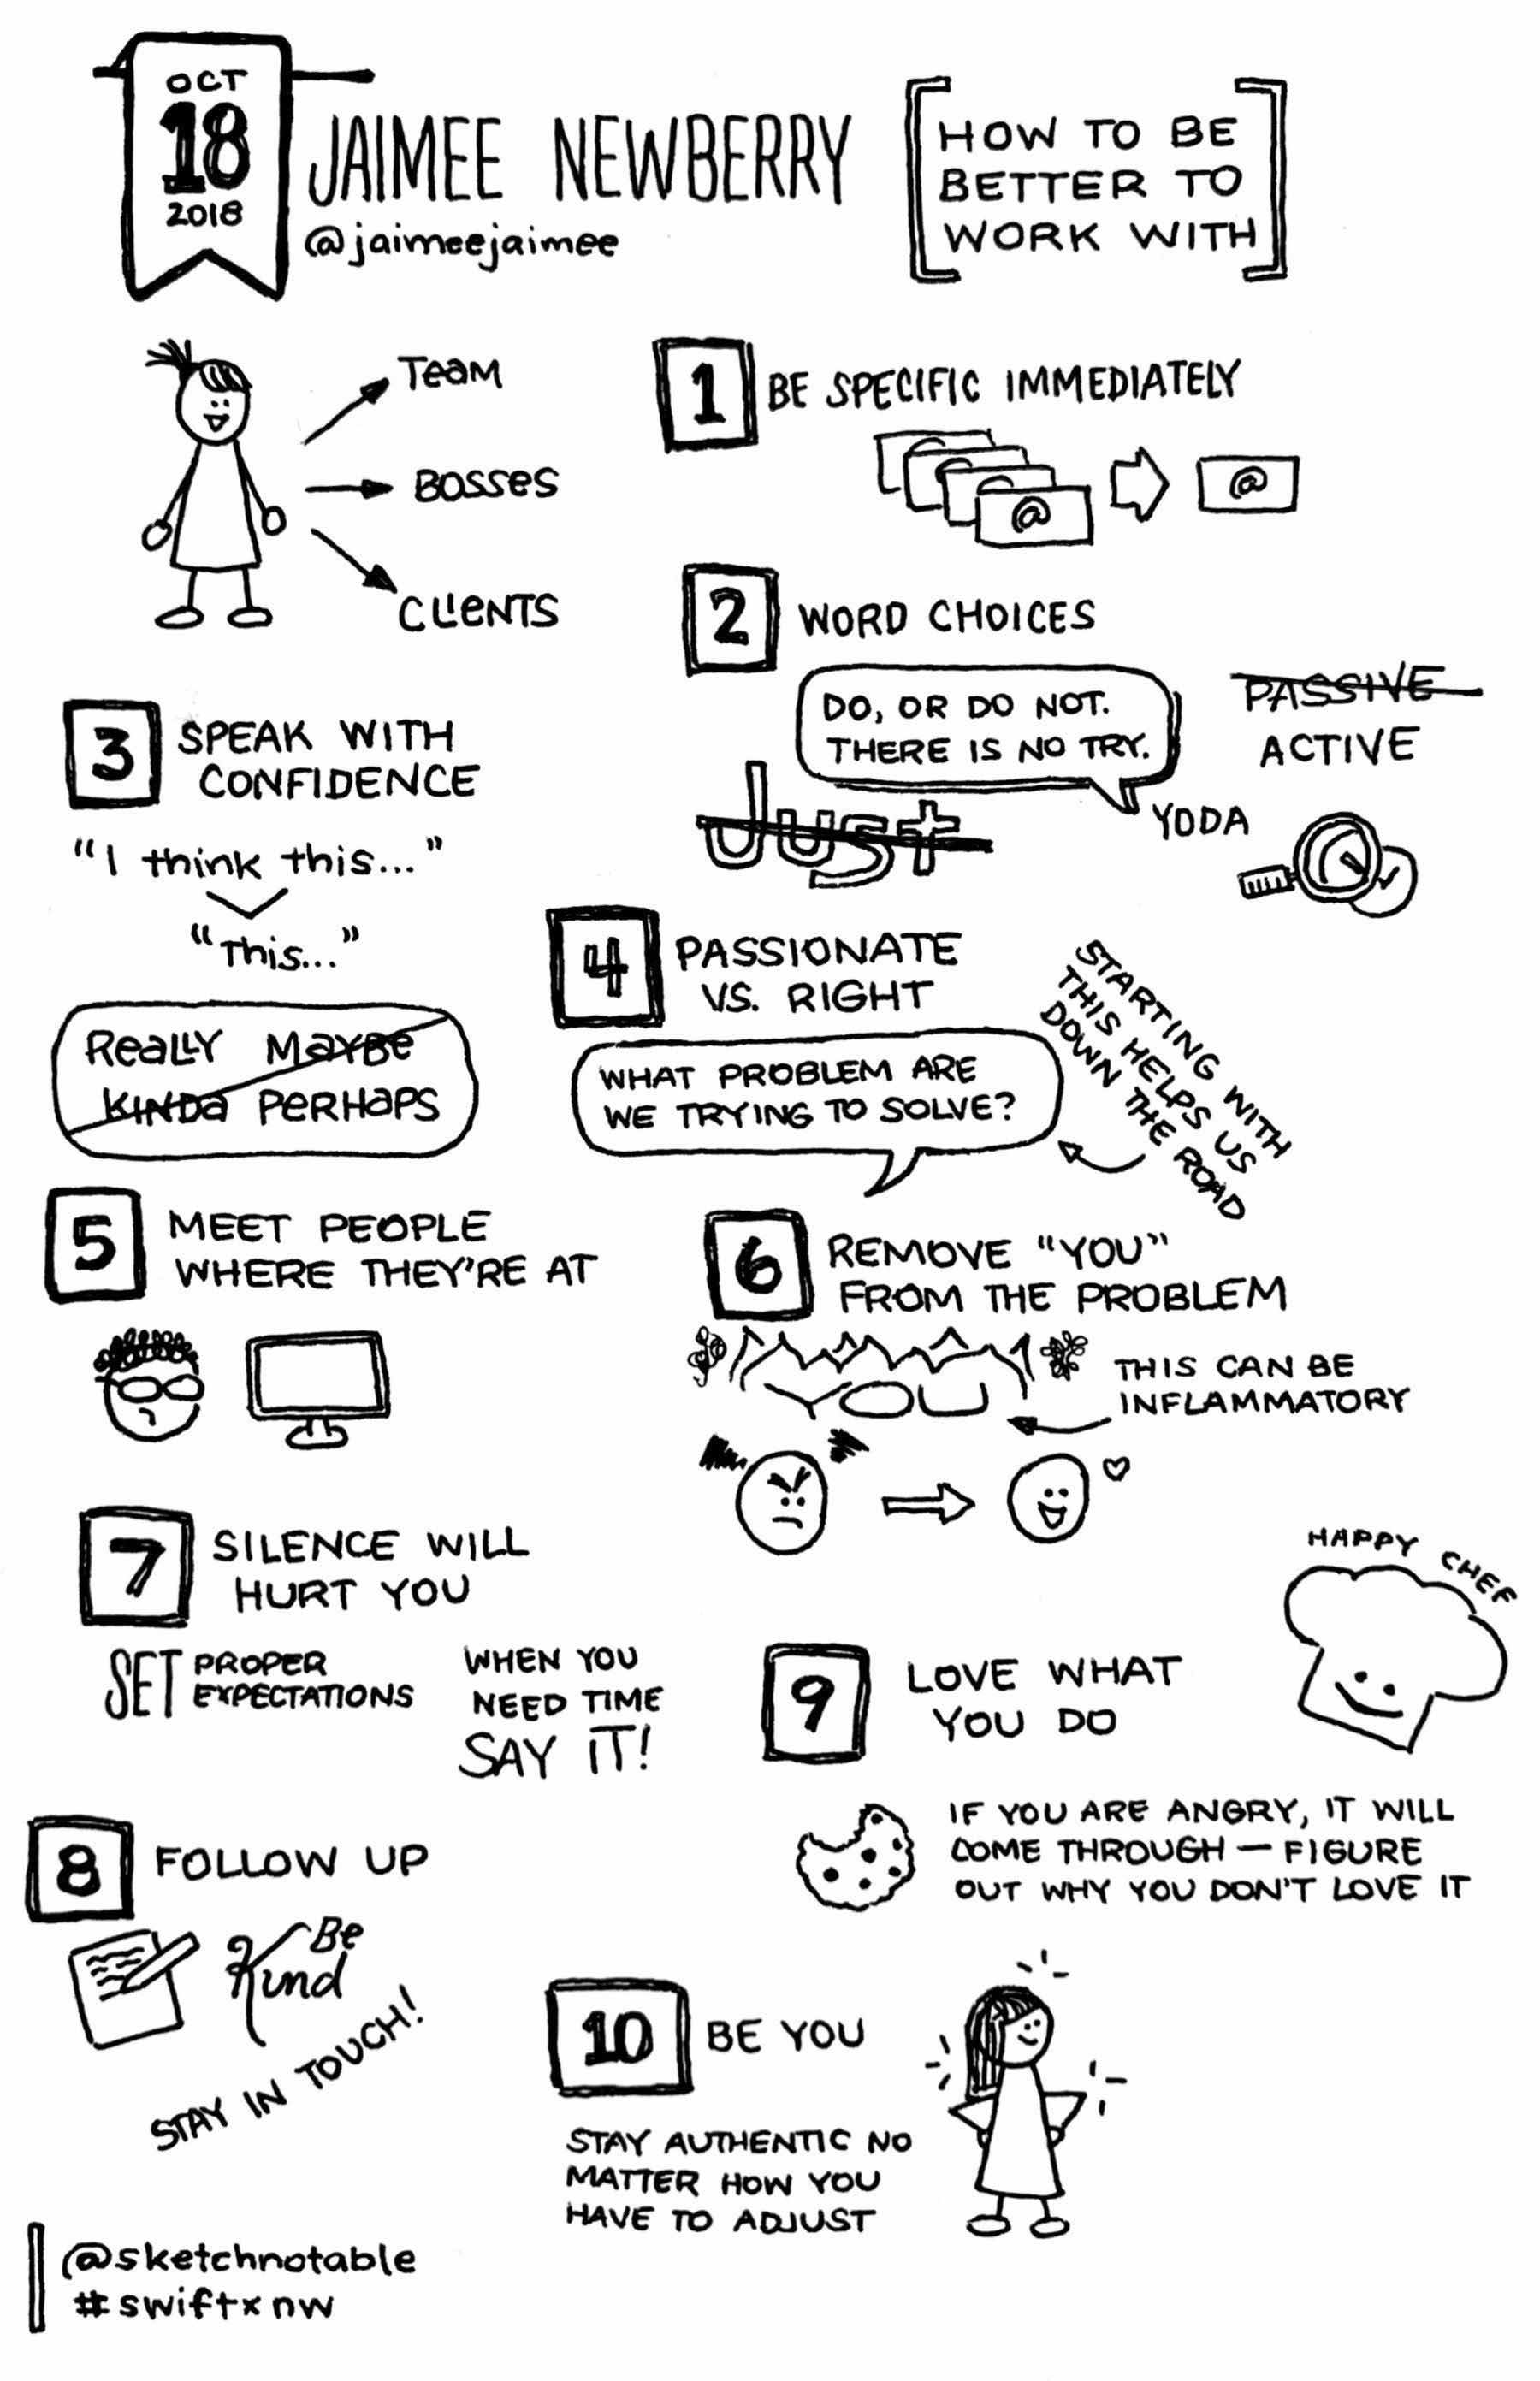 OCT
18
2018
JAIMEE NEWBERRY
@jaimeejaimee
HOW TO BE
BETTER TO
WORK WITH
TEAM
BOSSES
CLIENTS
1 BE SPECIFIC IMMEDIATELY
@ @
2 WORD CHOICES
DO, OR DO NOT.
THERE IS NO TRY.
YODA
PASSIVE
ACTIVE
Just
3 SPEAK WITH
CONFIDENCE
"I think this..."
"This..."
REALLY MAYBE
KINDA PERHAPS
4 PASSIONATE
VS. RIGHT
WHAT PROBLEM ARE
WE TRYING TO SOLVE?
STARTING WITH
THIS HELPS US
DOWN THE ROAD
5 MEET PEOPLE
WHERE THEY'RE AT
6 REMOVE "YOU"
FROM THE PROBLEM
YOU
THIS CAN BE
INFLAMMATORY
7 SILENCE WILL
HURT YOU
SET PROPER
EXPECTATIONS
WHEN YOU
NEED TIME
SAY IT!
8 FOLLOW UP
Be
Kind
STAY IN TOUCH!
9 LOVE WHAT
YOU DO
HAPPY CHEF
IF YOU ARE ANGRY, IT WILL
COME THROUGH — FIGURE
OUT WHY YOU DON'T LOVE IT
10 BE YOU
STAY AUTHENTIC NO
MATTER HOW YOU
HAVE TO ADJUST
@sketchnotable
#swiftxnw